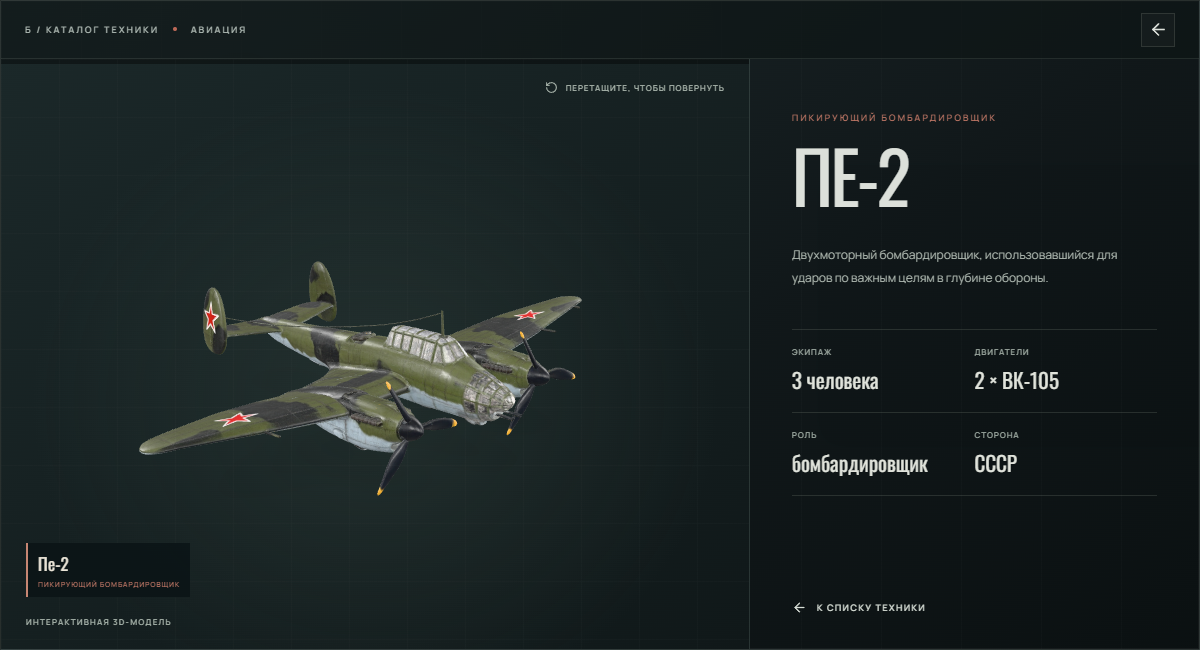 Б / КАТАЛОГ ТЕХНИКИ • АВИАЦИЯ
ПЕРЕТАЩИТЕ, ЧТОБЫ ПОВЕРНУТЬ
Пе-2
ПИКИРУЮЩИЙ БОМБАРДИРОВЩИК
ИНТЕРАКТИВНАЯ 3D-МОДЕЛЬ
ПИКИРУЮЩИЙ БОМБАРДИРОВЩИК
ПЕ-2
Двухмоторный бомбардировщик, использовавшийся для
ударов по важным целям в глубине обороны.
ЭКИПАЖ
3 человека
ДВИГАТЕЛИ
2 × ВК-105
РОЛЬ
бомбардировщик
СТОРОНА
СССР
К СПИСКУ ТЕХНИКИ